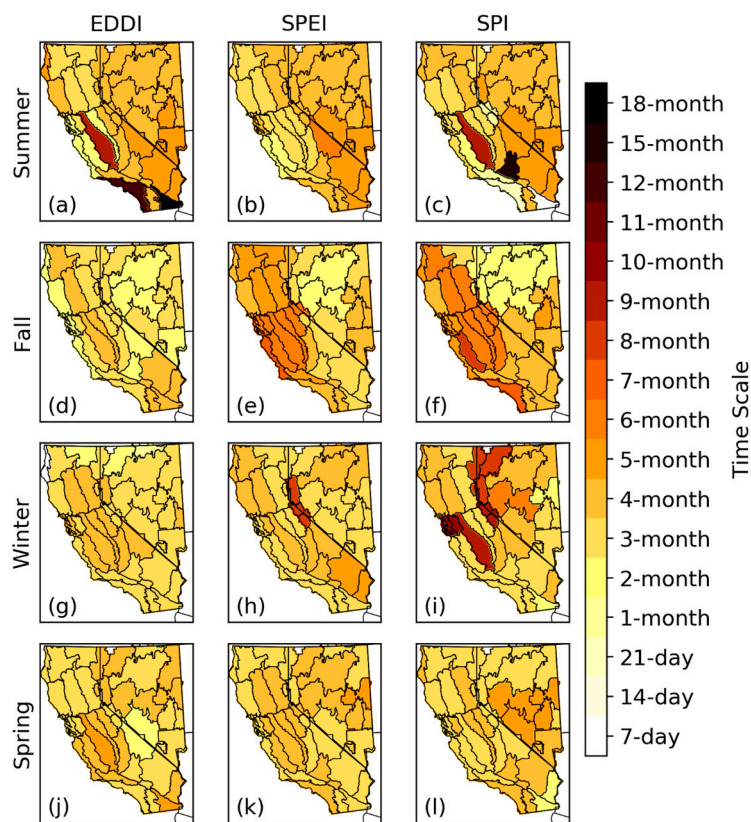 EDDI SPEI SPI
Summer
(a) (b) (c)
Fall
(d) (e) (f)
Winter
(g) (h) (i)
Spring
(j) (k) (l)
18-month
15-month
12-month
11-month
10-month
9-month
8-month
7-month
6-month
5-month
4-month
3-month
2-month
1-month
21-day
14-day
7-day
Time Scale